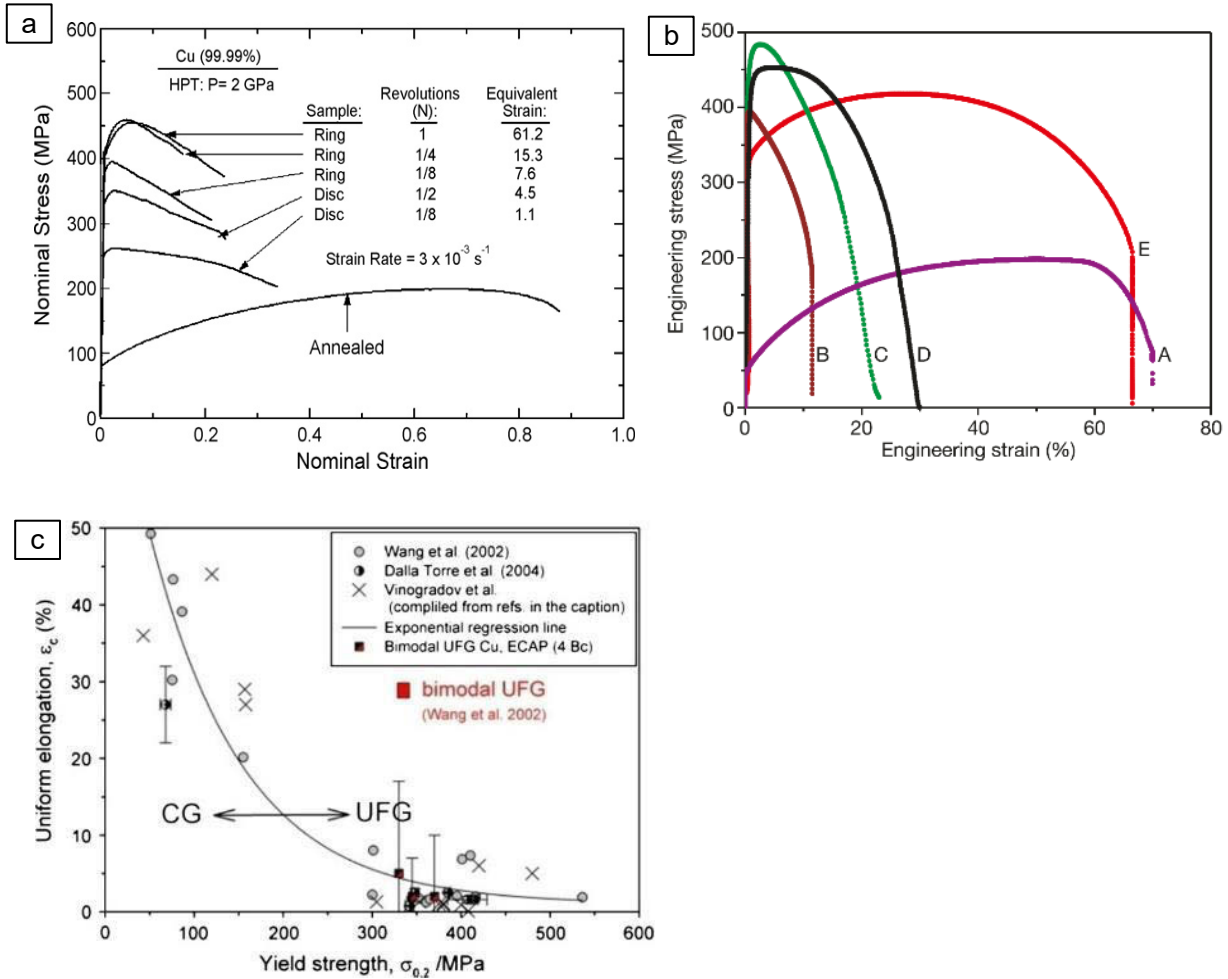 a
600
500
400
300
200
100
0
Nominal Stress (MPa)
Cu (99.99%)
HPT: P= 2 GPa
Sample: Revolutions (N): Equivalent Strain:
Ring 1 61.2
Ring 1/4 15.3
Ring 1/8 7.6
Disc 1/2 4.5
Disc 1/8 1.1
Strain Rate = 3 x 10⁻³ s⁻¹
Annealed
0 0.2 0.4 0.6 0.8 1.0
Nominal Strain
b
500
400
300
200
100
0
Engineering stress (MPa)
B C D E A
0 20 40 60 80
Engineering strain (%)
c
50
40
30
20
10
0
Uniform elongation, εc (%)
Wang et al. (2002)
Dalla Torre et al. (2004)
Vinogradov et al.
(compliled from refs. in the caption)
Exponential regression line
Bimodal UFG Cu, ECAP (4 Bc)
bimodal UFG
(Wang et al. 2002)
CG UFG
0 100 200 300 400 500 600
Yield strength, σ0.2 /MPa